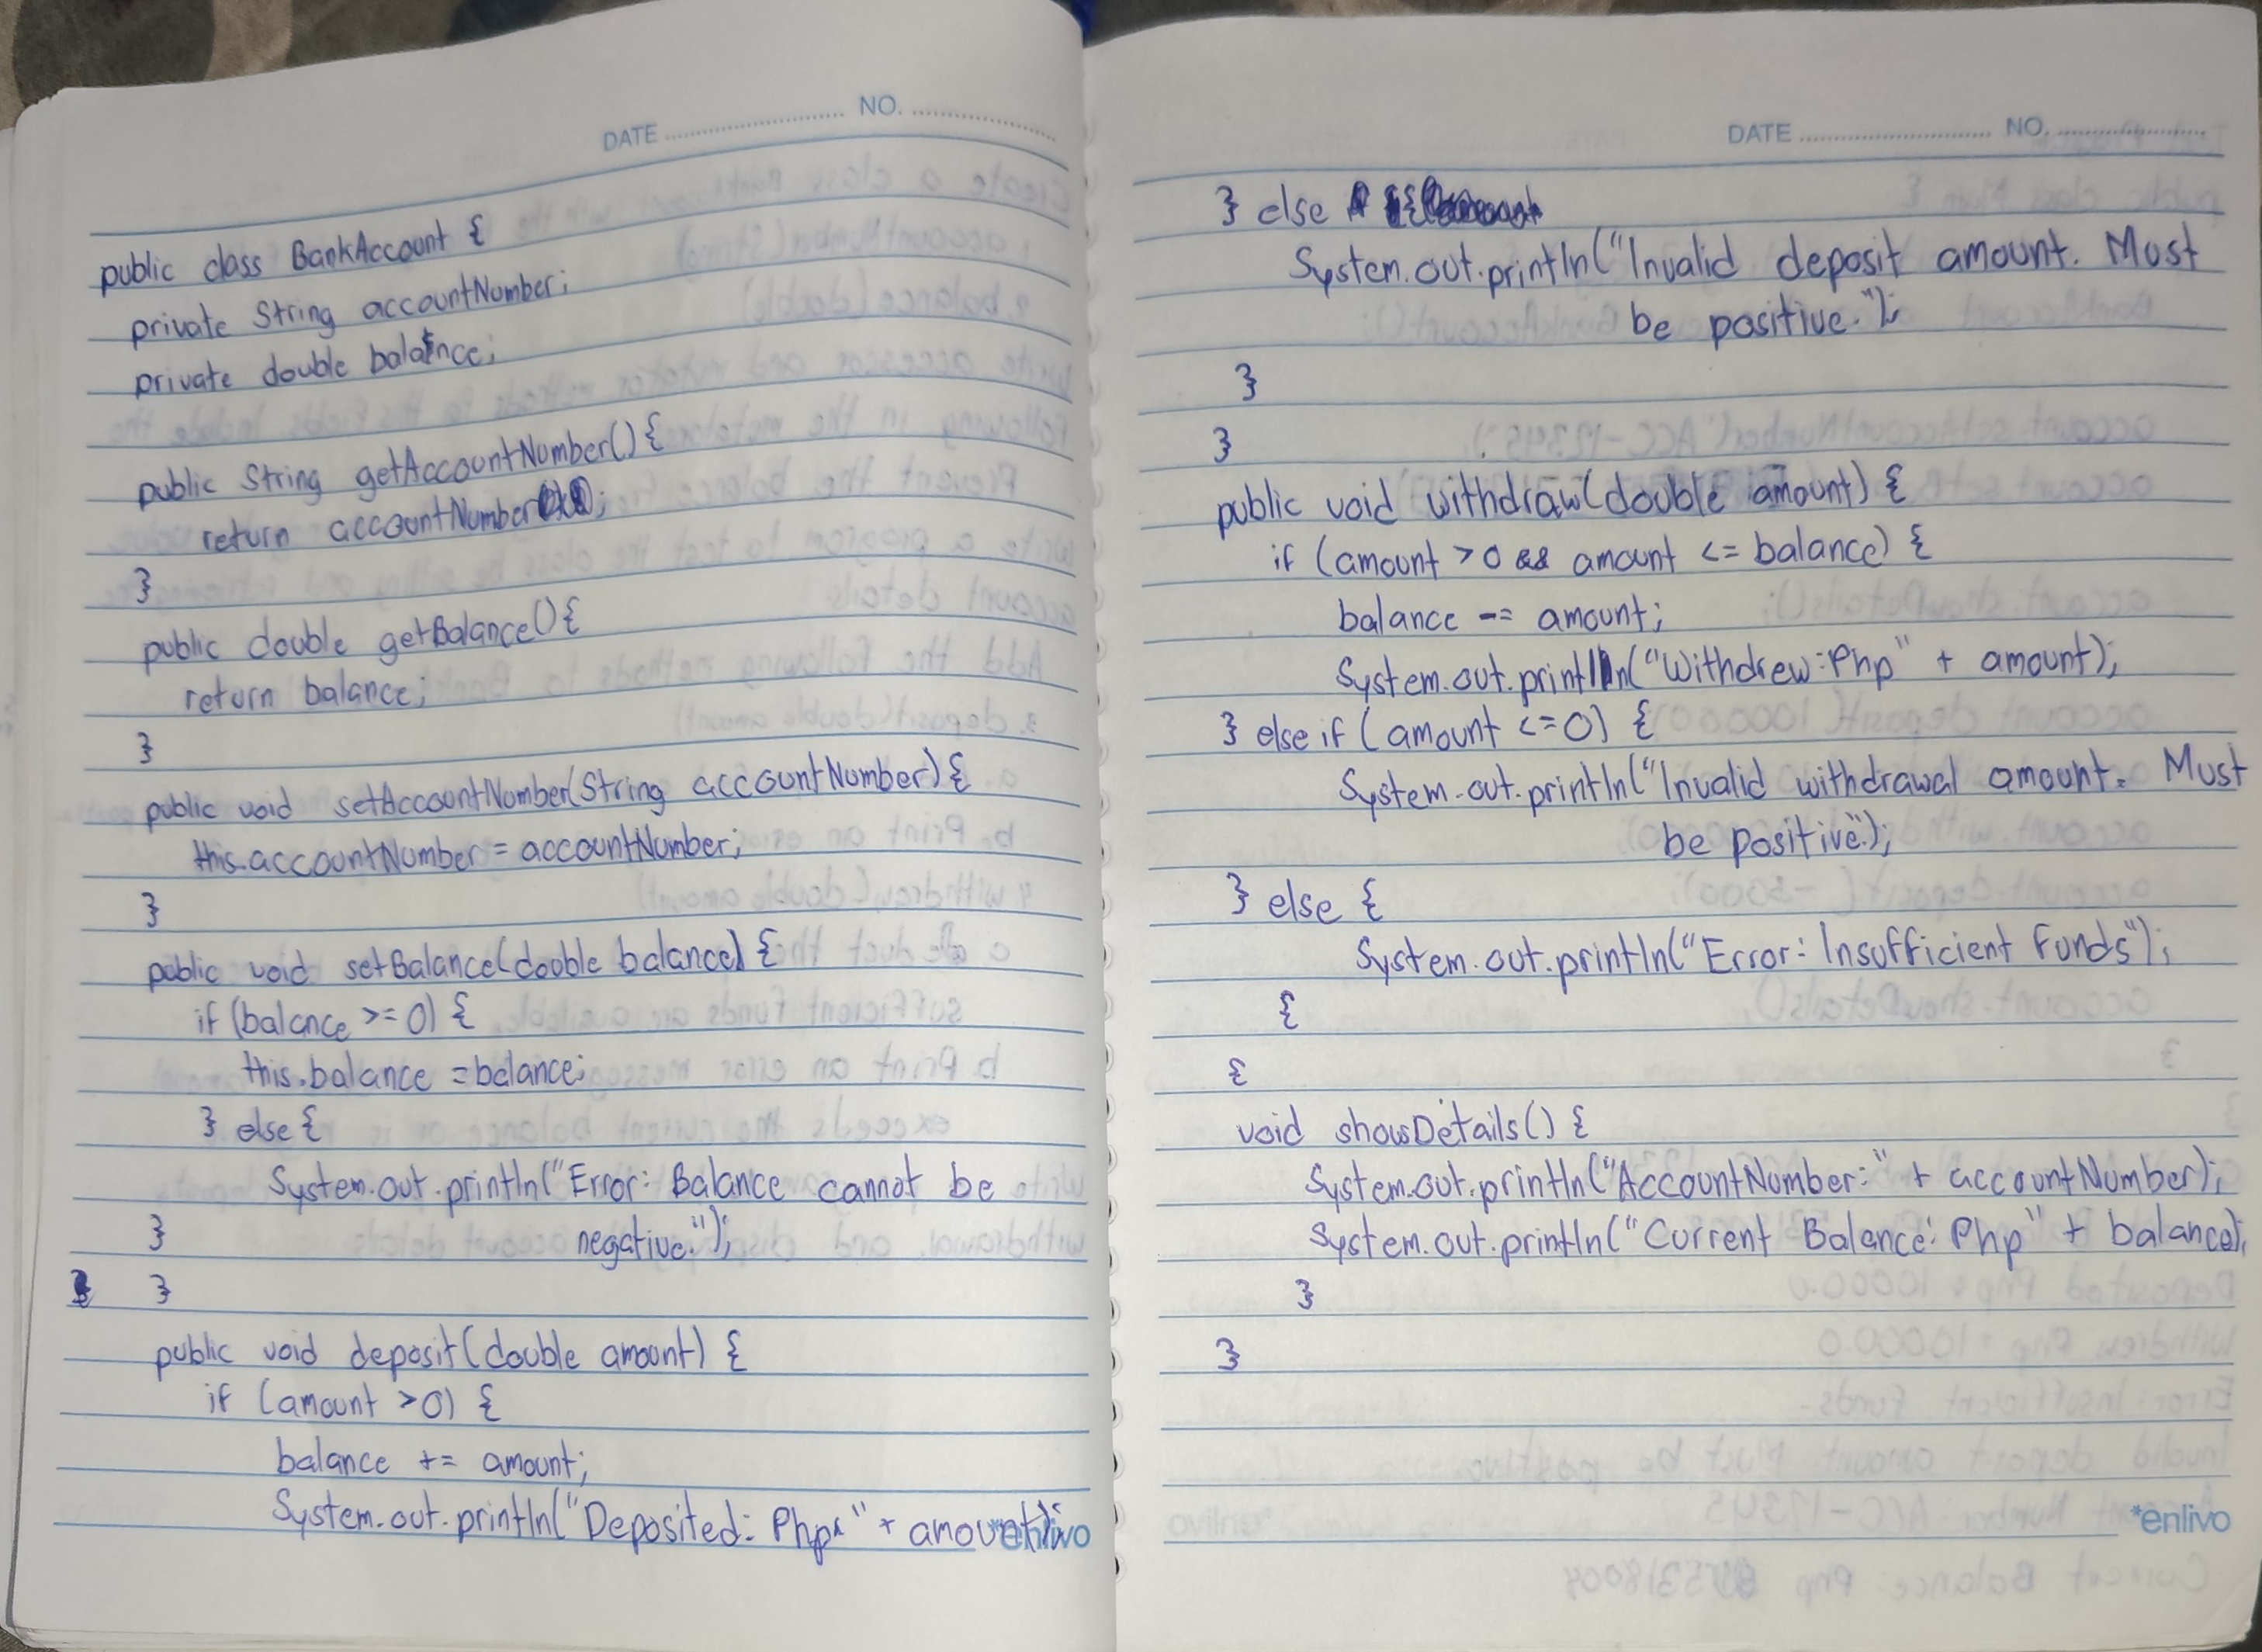 DATE NO.
public class BankAccount {
private String accountNumber;
private double balance;
public String getAccountNumber(){
return accountNumber;
}
public double getBalance(){
return balance;
}
public void setAccountNumber(String accountNumber){
this.accountNumber = accountNumber;
}
public void setBalance(double balance) {
if (balance >= 0) {
this.balance = balance;
} else {
System.out.println("Error: Balance cannot be
negative.");
}
}
public void deposit(double amount) {
if (amount > 0) {
balance += amount;
System.out.println("Deposited: Php" + amount);
*enlivo
DATE NO.
} else
System.out.println("Invalid deposit amount. Must
be positive.");
}
}
public void withdraw(double amount) {
if (amount > 0 && amount <= balance) {
balance -= amount;
System.out.println("Withdrew: Php" + amount);
} else if (amount <= 0) {
System.out.println("Invalid withdrawal amount. Must
be positive.");
} else {
System.out.println("Error: Insufficient Funds");
{
{
void showDetails() {
System.out.println("AccountNumber:" + accountNumber);
System.out.println("Current Balance: Php" + balance);
}
}
*enlivo